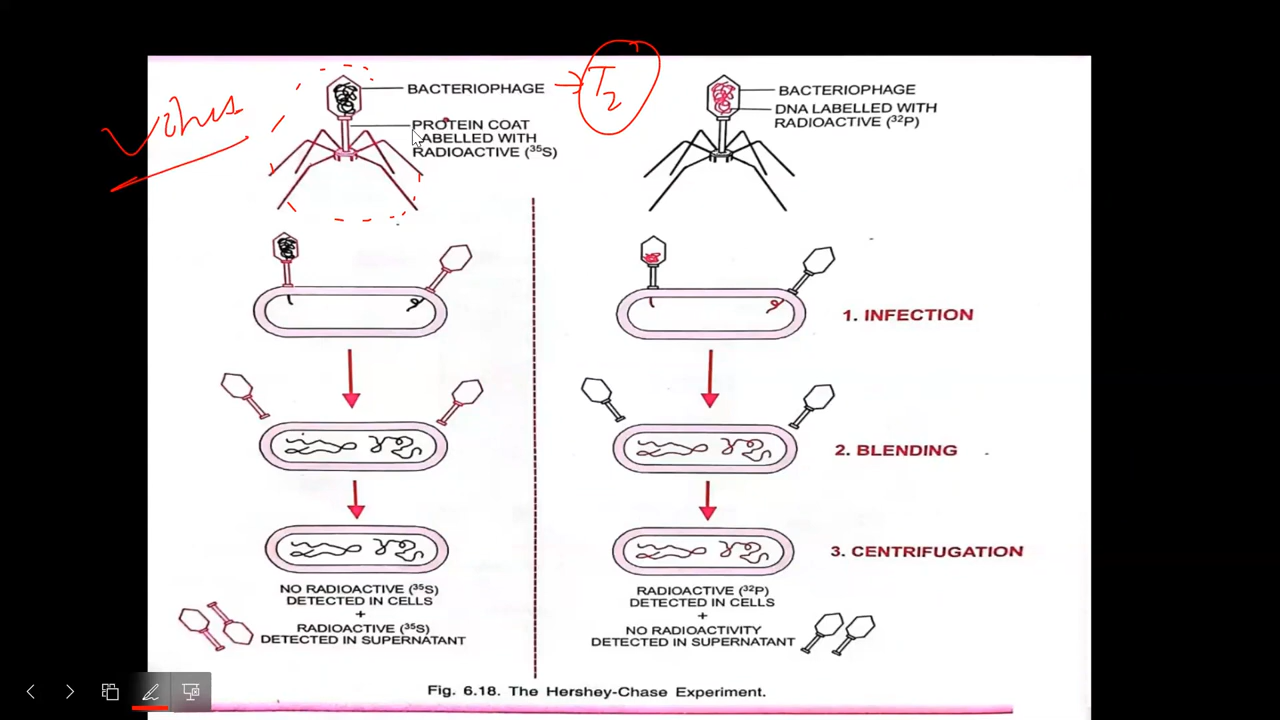 Virus
BACTERIOPHAGE
T2
PROTEIN COAT
LABELLED WITH
RADIOACTIVE (³⁵S)
BACTERIOPHAGE
DNA LABELLED WITH
RADIOACTIVE (³²P)
1. INFECTION
2. BLENDING
3. CENTRIFUGATION
NO RADIOACTIVE (³⁵S)
DETECTED IN CELLS
+
RADIOACTIVE (³⁵S)
DETECTED IN SUPERNATANT
RADIOACTIVE (³²P)
DETECTED IN CELLS
+
NO RADIOACTIVITY
DETECTED IN SUPERNATANT
Fig. 6.18. The Hershey-Chase Experiment.